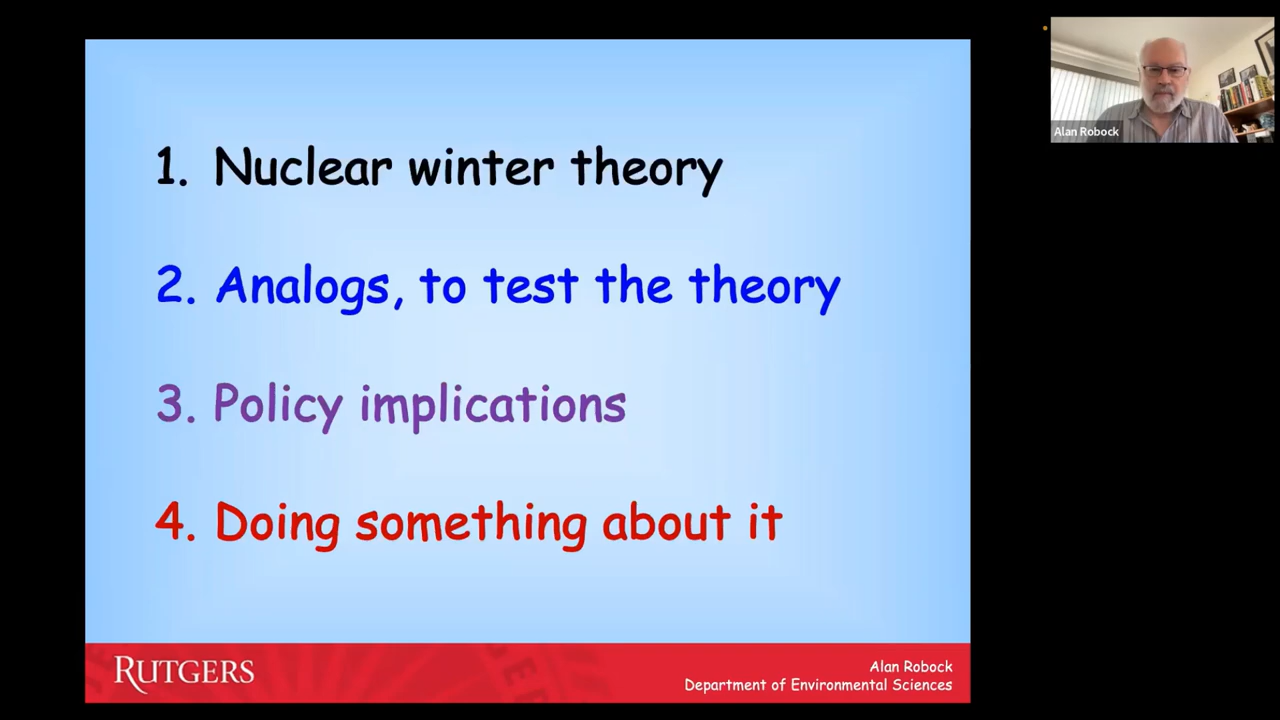 1. Nuclear winter theory
2. Analogs, to test the theory
3. Policy implications
4. Doing something about it
RUTGERS
Alan Robock
Department of Environmental Sciences
Alan Robock